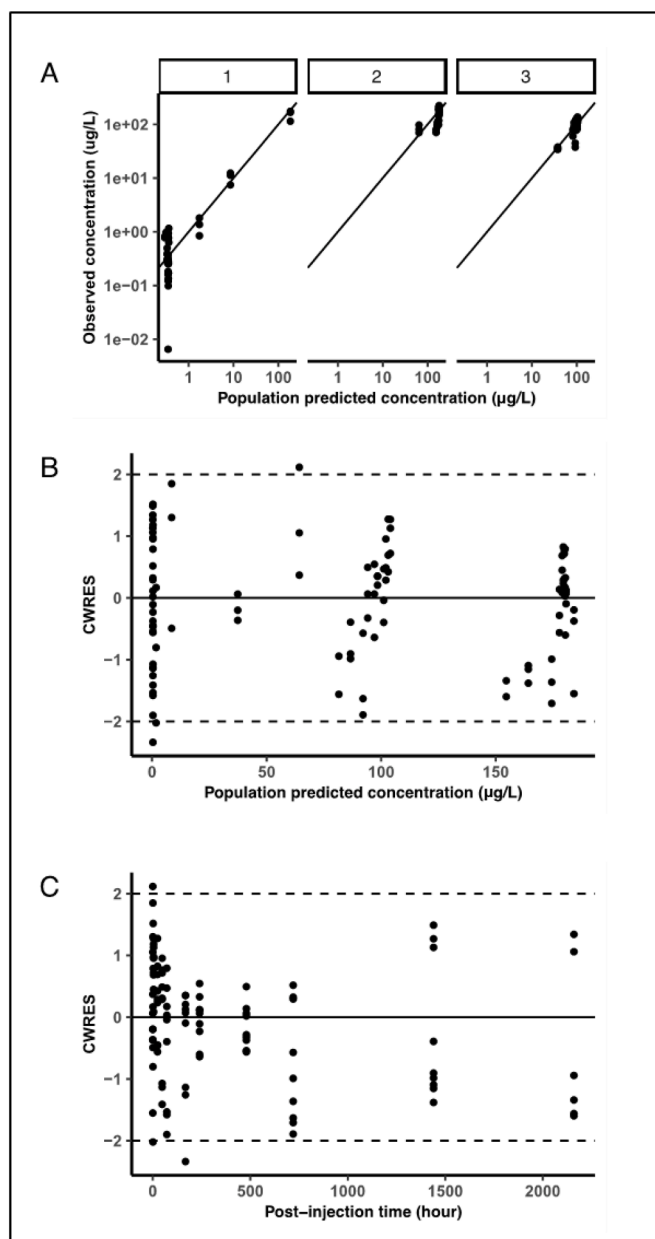 A
1 2 3
1e+02
1e+01
1e+00
1e-01
1e-02
Observed concentration (ug/L)
1 10 100 1 10 100 1 10 100
Population predicted concentration (µg/L)
B
2
1
0
−1
−2
CWRES
0 50 100 150
Population predicted concentration (µg/L)
C
2
1
0
−1
−2
CWRES
0 500 1000 1500 2000
Post−injection time (hour)